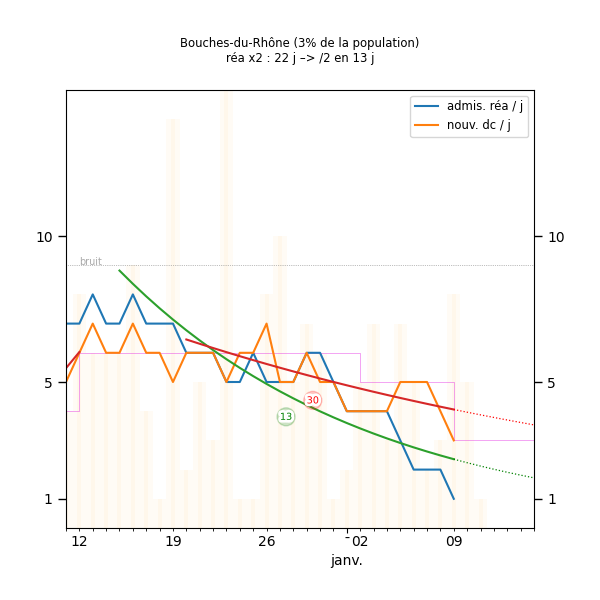 Bouches-du-Rhône (3% de la population)
réa x2 : 22 j –> /2 en 13 j
admis. réa / j
nouv. dc / j
10
10
bruit
5
5
30
13
1
1
12
19
26
02
09
janv.